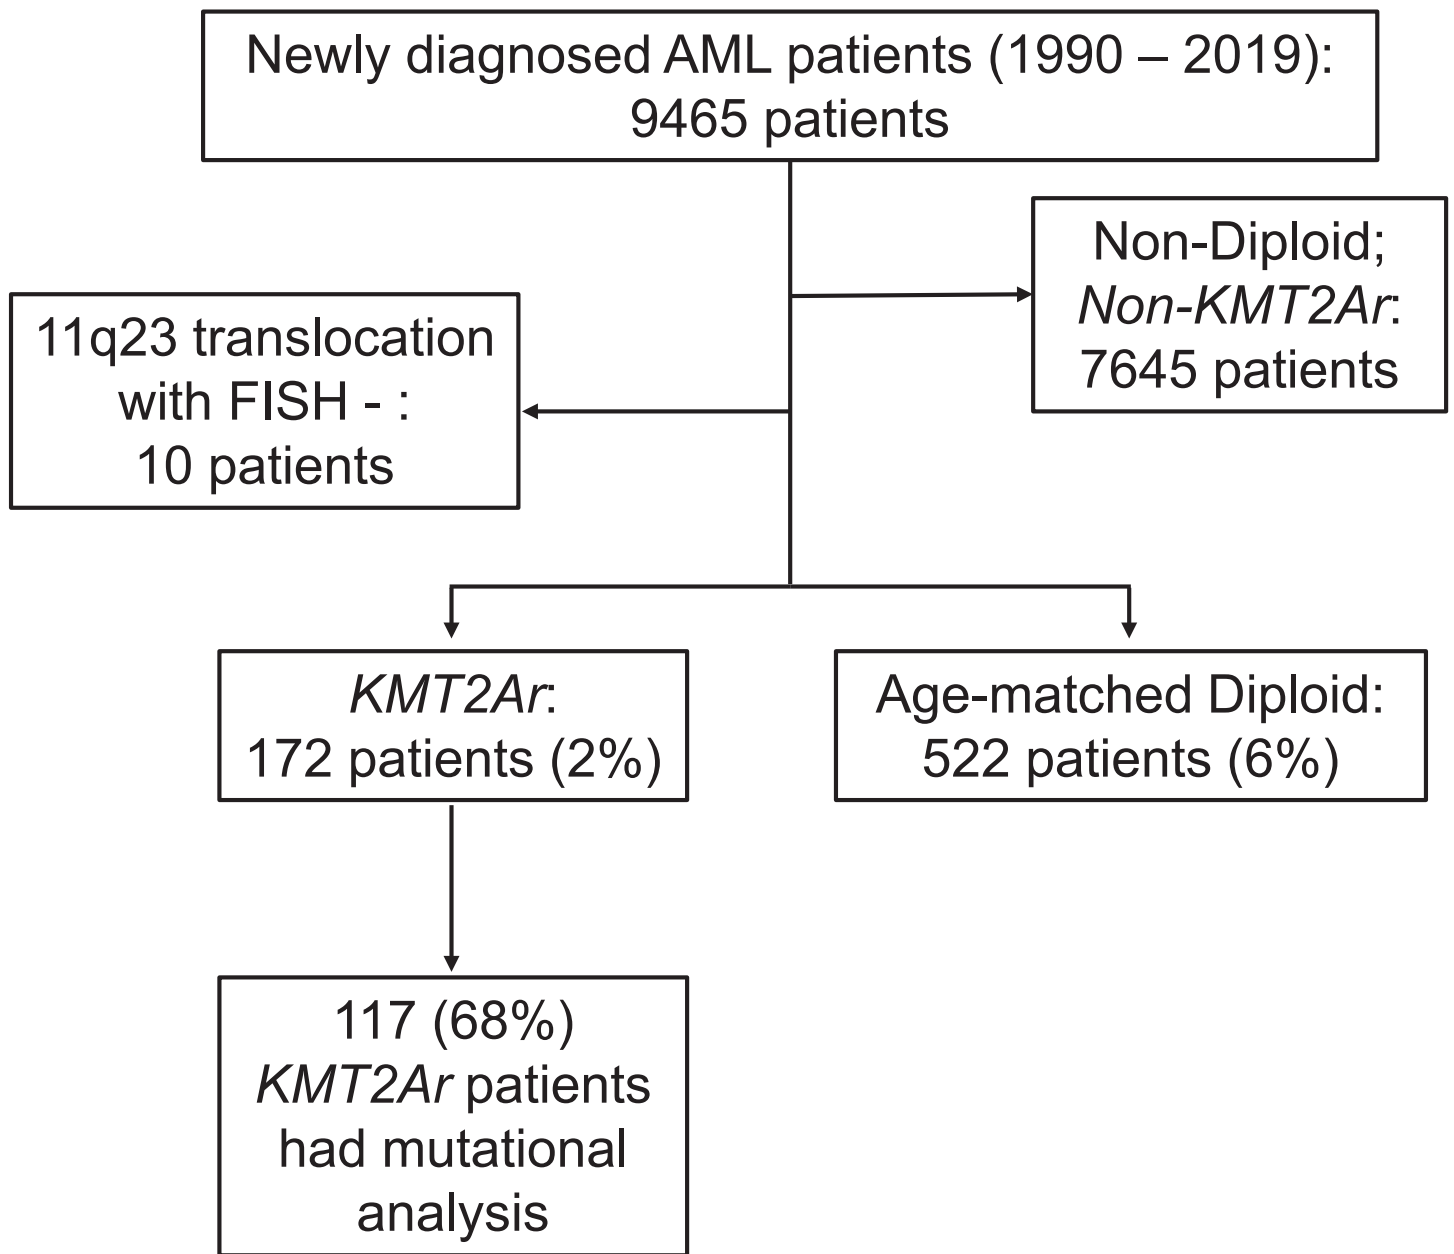 Newly diagnosed AML patients (1990 – 2019):
9465 patients
Non-Diploid;
Non-KMT2Ar:
7645 patients
11q23 translocation
with FISH - :
10 patients
KMT2Ar:
172 patients (2%)
Age-matched Diploid:
522 patients (6%)
117 (68%)
KMT2Ar patients
had mutational
analysis